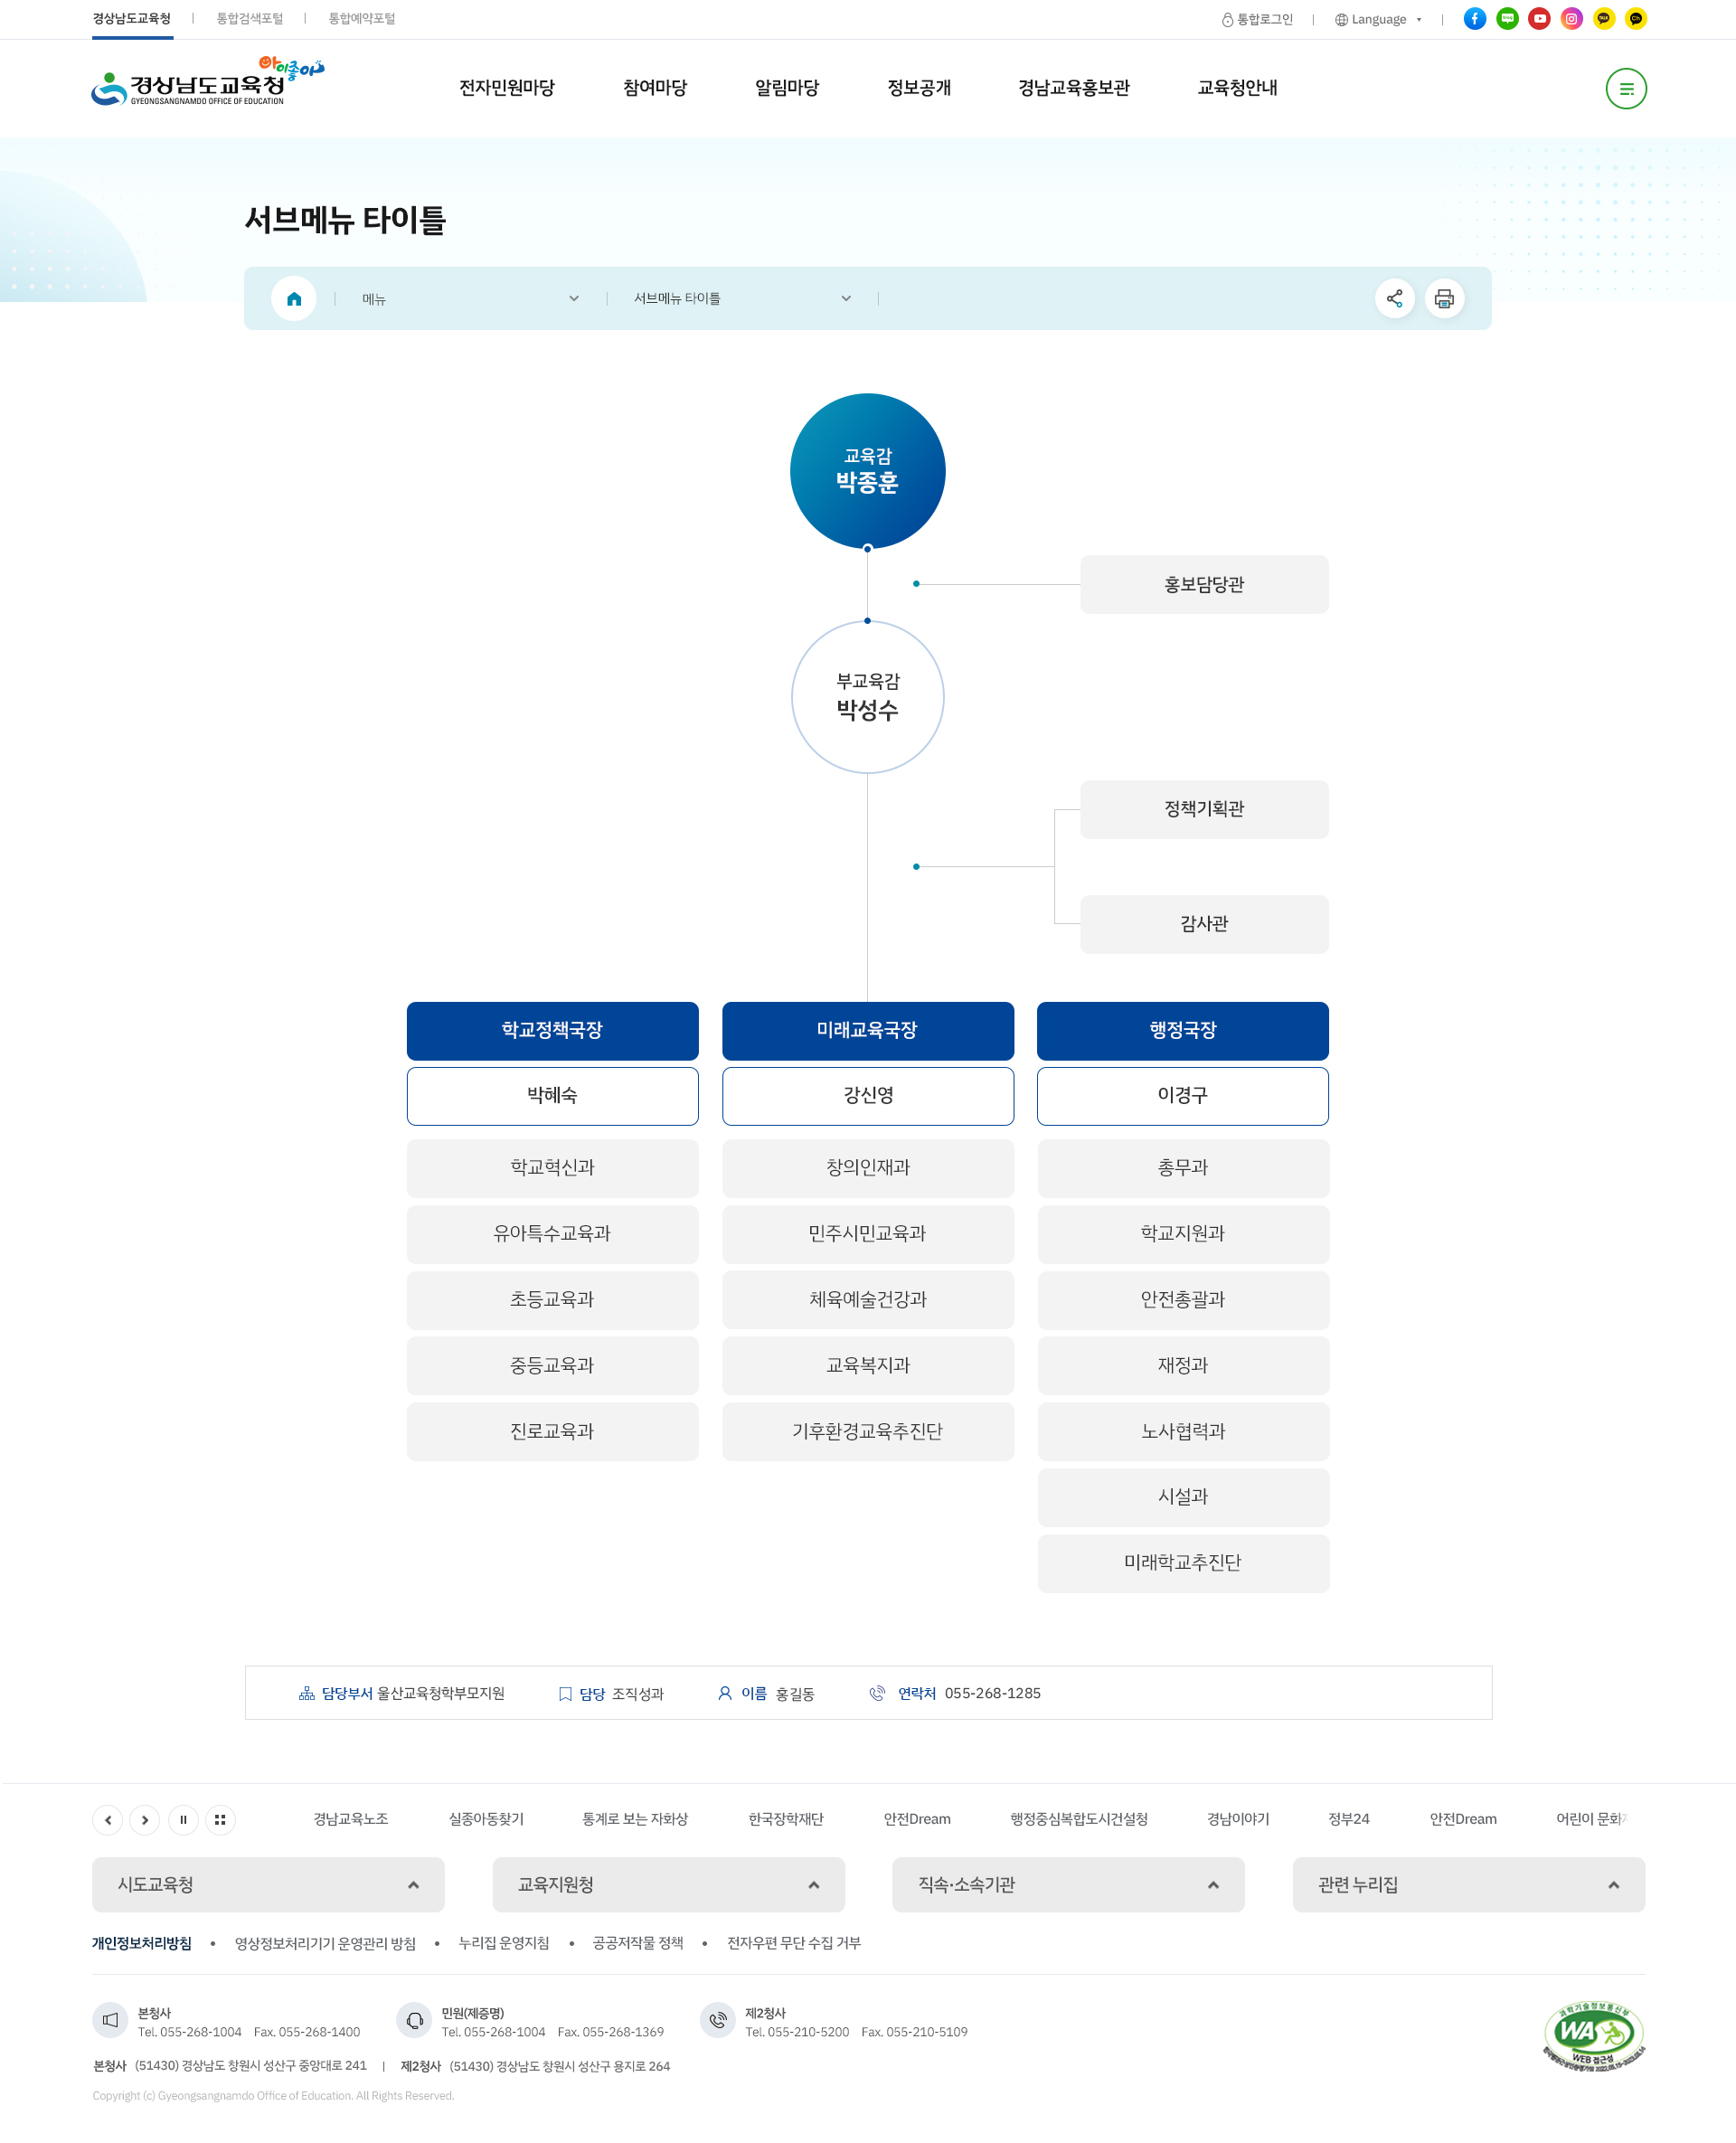 경상남도교육청
통합검색포털
통합예약포털
통합로그인
Language
경상남도교육청
아이좋아
GYEONGSANGNAMDO OFFICE OF EDUCATION
전자민원마당
참여마당
알림마당
정보공개
경남교육홍보관
교육청안내
서브메뉴 타이틀
메뉴
서브메뉴 타이틀
교육감
박종훈
홍보담당관
부교육감
박성수
정책기획관
감사관
학교정책국장
미래교육국장
행정국장
박혜숙
강신영
이경구
학교혁신과
창의인재과
총무과
유아특수교육과
민주시민교육과
학교지원과
초등교육과
체육예술건강과
안전총괄과
중등교육과
교육복지과
재정과
진로교육과
기후환경교육추진단
노사협력과
시설과
미래학교추진단
담당부서 울산교육청학부모지원
담당 조직성과
이름 홍길동
연락처 055-268-1285
경남교육노조
실종아동찾기
통계로 보는 자화상
한국장학재단
안전Dream
행정중심복합도시건설청
경남이야기
정부24
안전Dream
어린이
시도교육청
교육지원청
직속·소속기관
관련 누리집
개인정보처리방침
영상정보처리기기 운영관리 방침
누리집 운영지침
공공저작물 정책
전자우편 무단 수집 거부
본청사
Tel. 055-268-1004 Fax. 055-268-1400
민원(제증명)
Tel. 055-268-1004 Fax. 055-268-1369
제2청사
Tel. 055-210-5200 Fax. 055-210-5109
본청사 (51430) 경상남도 창원시 성산구 중앙대로 241
제2청사 (51430) 경상남도 창원시 성산구 용지로 264
Copyright (c) Gyeongsangnamdo Office of Education. All Rights Reserved.
과학기술정보통신부
WA
WEB 접근성